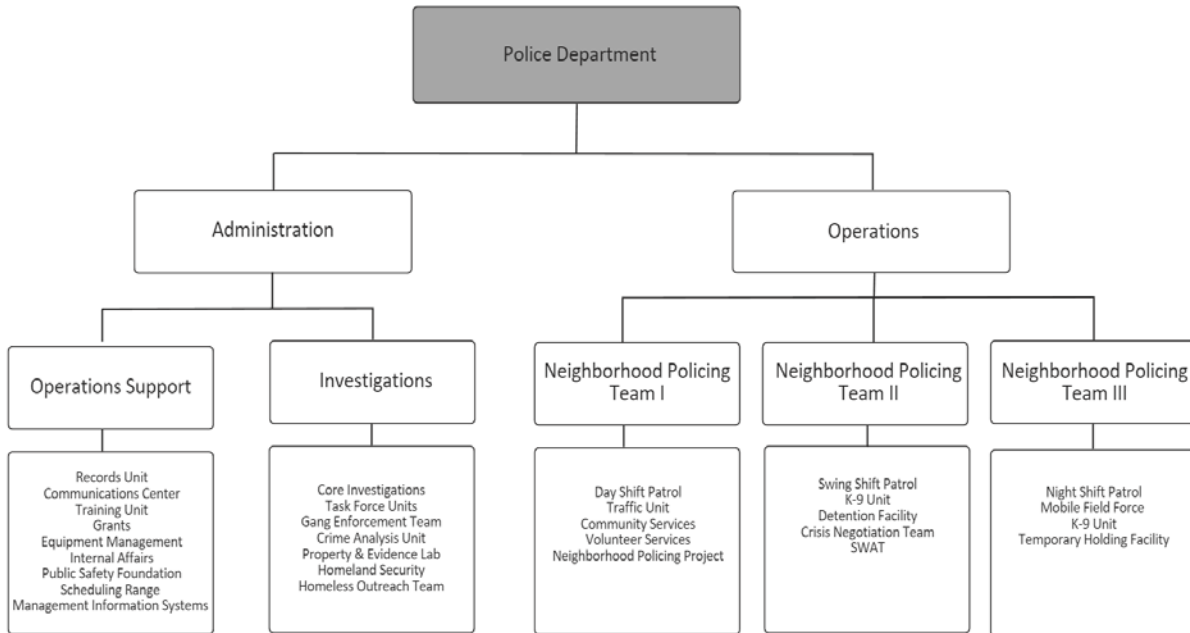 Police Department
Administration
Operations
Operations Support
Investigations
Neighborhood Policing
Team I
Neighborhood Policing
Team II
Neighborhood Policing
Team III
Records Unit
Communications Center
Training Unit
Grants
Equipment Management
Internal Affairs
Public Safety Foundation
Scheduling Range
Management Information Systems
Core Investigations
Task Force Units
Gang Enforcement Team
Crime Analysis Unit
Property & Evidence Lab
Homeland Security
Homeless Outreach Team
Day Shift Patrol
Traffic Unit
Community Services
Volunteer Services
Neighborhood Policing Project
Swing Shift Patrol
K-9 Unit
Detention Facility
Crisis Negotiation Team
SWAT
Night Shift Patrol
Mobile Field Force
K-9 Unit
Temporary Holding Facility